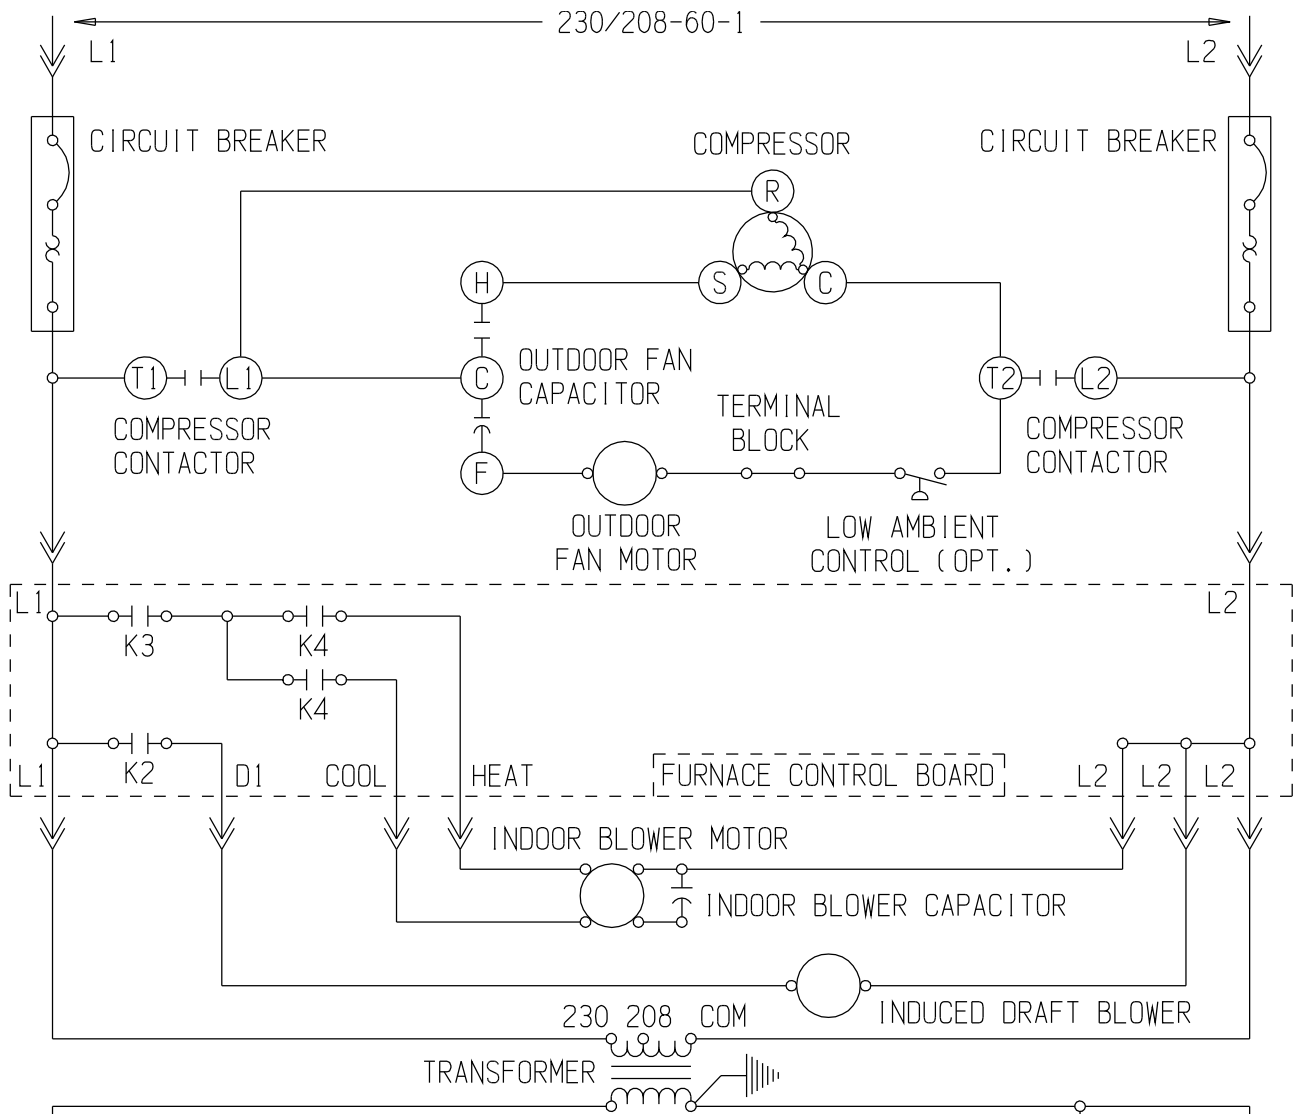 230/208-60-1
L1
L2
CIRCUIT BREAKER
COMPRESSOR
CIRCUIT BREAKER
R
H
S
C
OUTDOOR FAN
CAPACITOR
T1
L1
C
T2
L2
TERMINAL
BLOCK
COMPRESSOR
CONTACTOR
COMPRESSOR
CONTACTOR
F
OUTDOOR
FAN MOTOR
LOW AMBIENT
CONTROL (OPT.)
L1
L2
K3
K4
K4
K2
L1
D1
COOL
HEAT
FURNACE CONTROL BOARD
L2
L2
L2
INDOOR BLOWER MOTOR
INDOOR BLOWER CAPACITOR
INDUCED DRAFT BLOWER
230 208 COM
TRANSFORMER